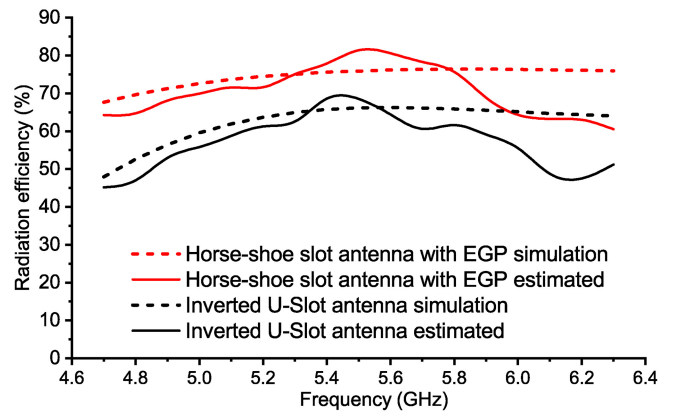 90
80
70
60
50
40
30
20
10
0
Radiation efficiency (%)
Horse-shoe slot antenna with EGP simulation
Horse-shoe slot antenna with EGP estimated
Inverted U-Slot antenna simulation
Inverted U-Slot antenna estimated
4.6 4.8 5.0 5.2 5.4 5.6 5.8 6.0 6.2 6.4
Frequency (GHz)